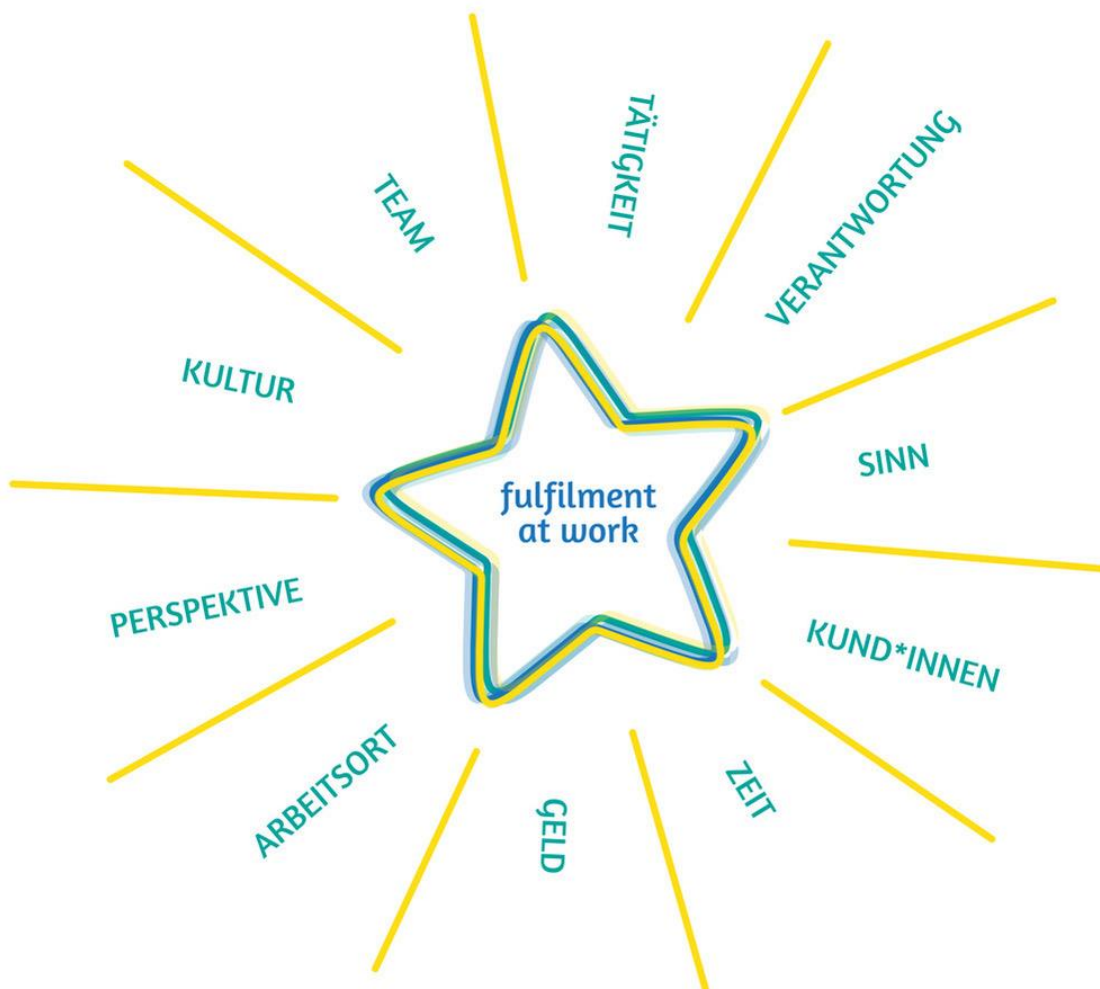 TEAM
TÄTIGKEIT
VERANTWORTUNG
SINN
KUND*INNEN
ZEIT
GELD
ARBEITSORT
PERSPEKTIVE
KULTUR
fulfilment
at work